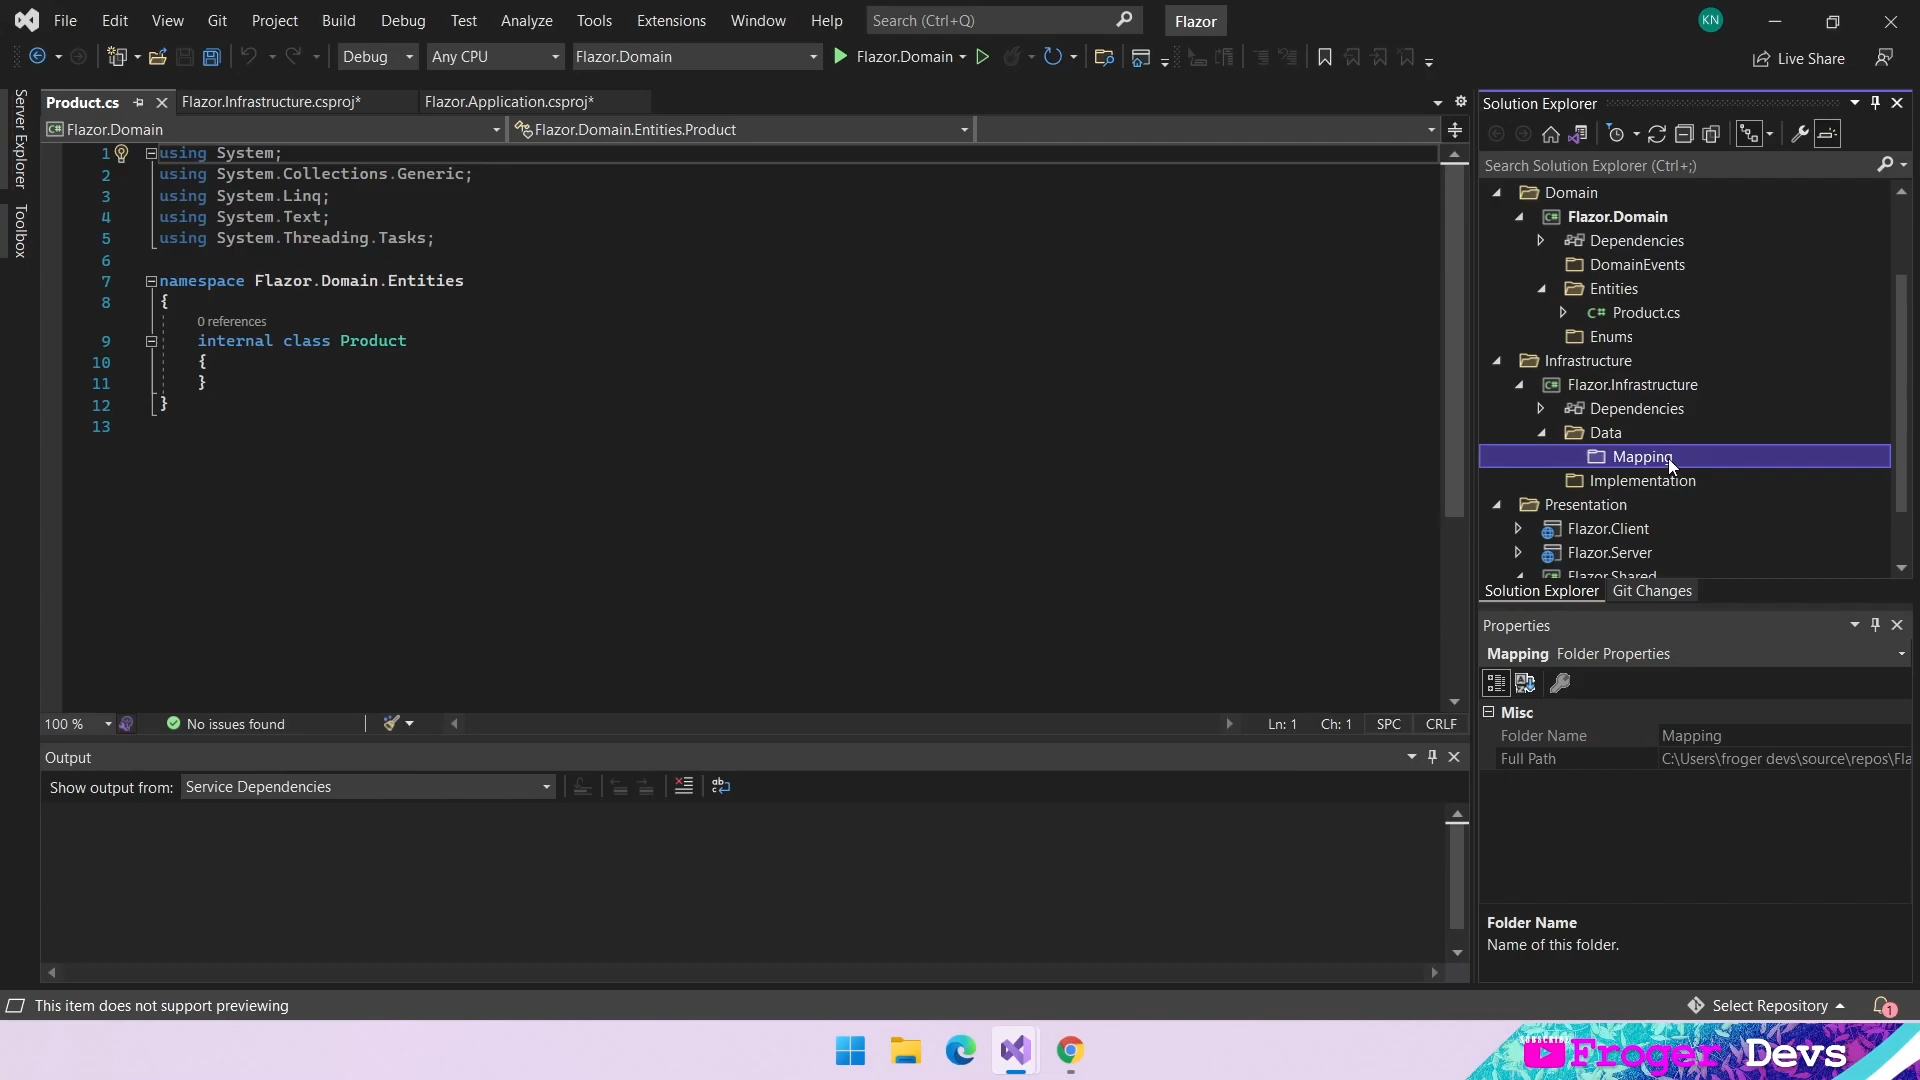 File Edit View Git Project Build Debug Test Analyze Tools Extensions Window Help Search (Ctrl+Q) Flazor KN
Debug Any CPU Flazor.Domain Flazor.Domain Live Share
Server Explorer
Toolbox
Product.cs Flazor.Infrastructure.csproj* Flazor.Application.csproj*
Flazor.Domain Flazor.Domain.Entities.Product
1 using System;
2 using System.Collections.Generic;
3 using System.Linq;
4 using System.Text;
5 using System.Threading.Tasks;
6
7 namespace Flazor.Domain.Entities
8 {
0 references
9 internal class Product
10 {
11 }
12 }
13
100 % No issues found Ln: 1 Ch: 1 SPC CRLF
Output
Show output from: Service Dependencies
Solution Explorer
Search Solution Explorer (Ctrl+;)
Domain
C# Flazor.Domain
Dependencies
DomainEvents
Entities
C# Product.cs
Enums
Infrastructure
C# Flazor.Infrastructure
Dependencies
Data
Mapping
Implementation
Presentation
Flazor.Client
Flazor.Server
C# Flazor.Shared
Solution Explorer Git Changes
Properties
Mapping Folder Properties
Misc
Folder Name Mapping
Full Path C:\Users\froger devs\source\repos\Fla
Folder Name
Name of this folder.
This item does not support previewing Select Repository 1
SUBSCRIBE Froger Devs